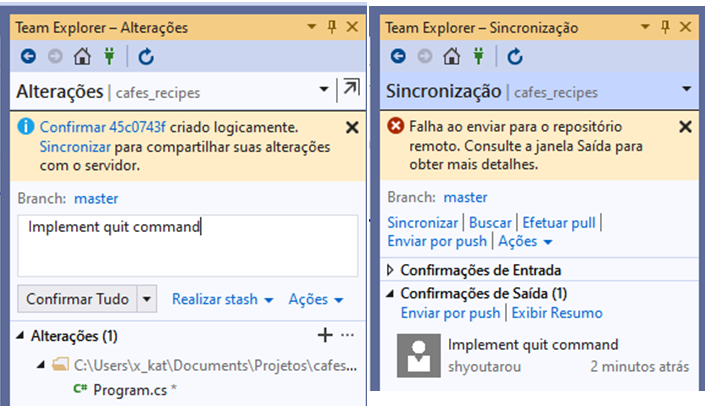 Team Explorer – Alterações
Alterações | cafes_recipes
Confirmar 45c0743f criado logicamente.
Sincronizar para compartilhar suas alterações
com o servidor.
Branch: master
Implement quit command
Confirmar Tudo
Realizar stash
Ações
Alterações (1)
C:\Users\x_kat\Documents\Projetos\cafes...
C# Program.cs *
Team Explorer – Sincronização
Sincronização | cafes_recipes
Falha ao enviar para o repositório
remoto. Consulte a janela Saída para
obter mais detalhes.
Branch: master
Sincronizar | Buscar | Efetuar pull |
Enviar por push | Ações
Confirmações de Entrada
Confirmações de Saída (1)
Enviar por push | Exibir Resumo
Implement quit command
shyoutarou 2 minutos atrás